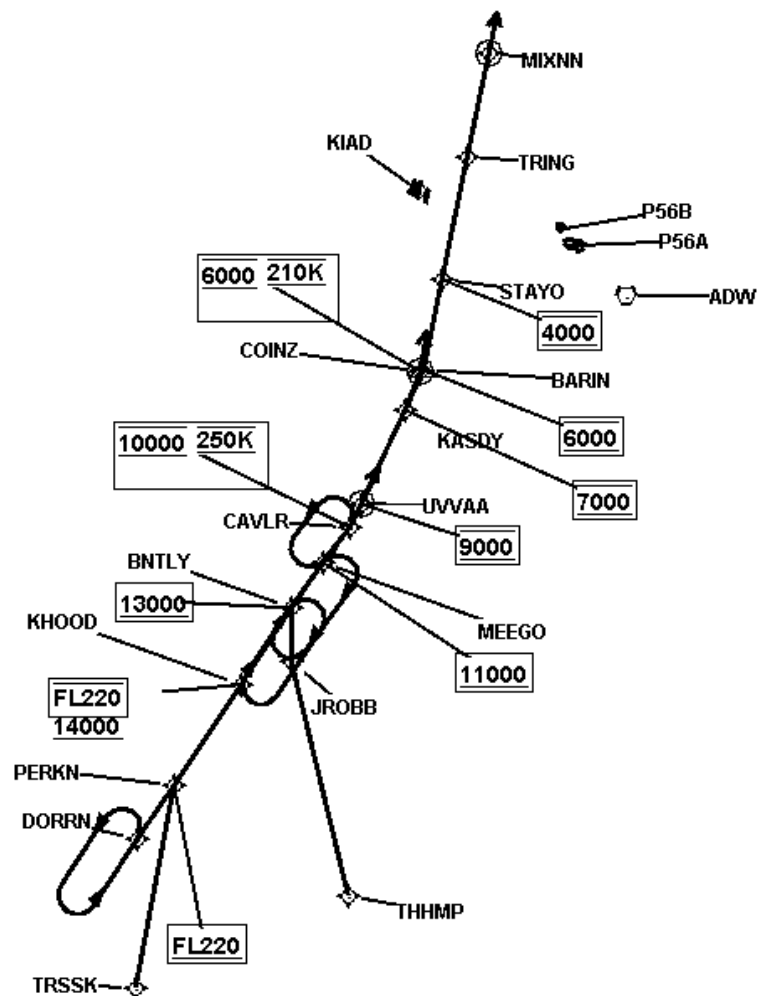 MIXNN
KIAD
TRING
P56B
P56A
6000 210K
STAYO
ADW
4000
COINZ
BARIN
10000 250K
KASDY
6000
7000
CAVLR
UVVAA
9000
BNTLY
13000
MEEGO
KHOOD
11000
FL220
14000
JROBB
PERKN
DORRN
THHMP
FL220
TRSSK